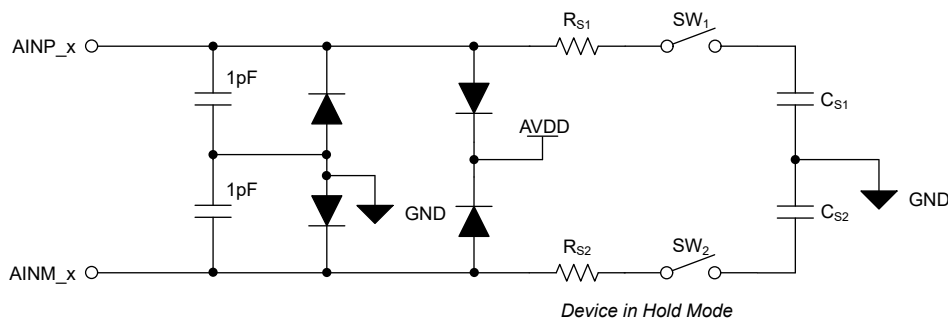 R_S1 SW_1
AINP_x
1pF
C_S1
AVDD
1pF
GND
GND
C_S2
R_S2 SW_2
AINM_x
Device in Hold Mode